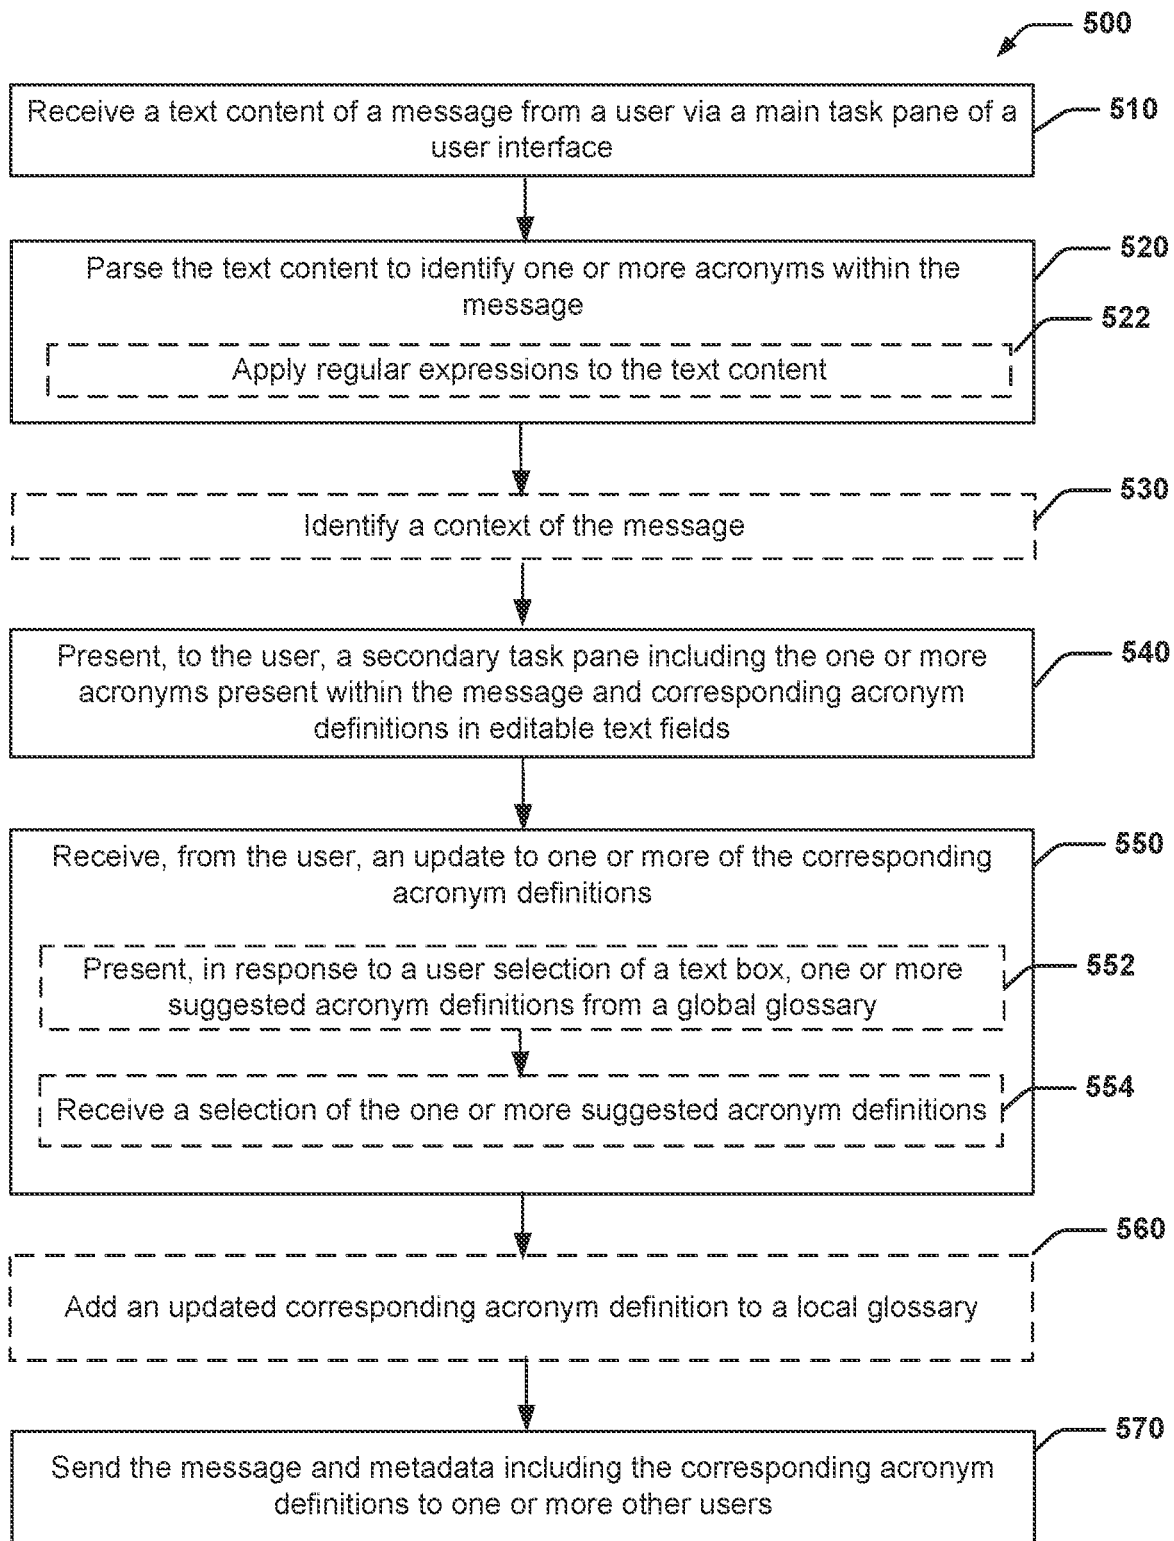 500
Receive a text content of a message from a user via a main task pane of a
user interface
510
Parse the text content to identify one or more acronyms within the
message
520
Apply regular expressions to the text content
522
Identify a context of the message
530
Present, to the user, a secondary task pane including the one or more
acronyms present within the message and corresponding acronym
definitions in editable text fields
540
Receive, from the user, an update to one or more of the corresponding
acronym definitions
550
Present, in response to a user selection of a text box, one or more
suggested acronym definitions from a global glossary
552
Receive a selection of the one or more suggested acronym definitions
554
Add an updated corresponding acronym definition to a local glossary
560
Send the message and metadata including the corresponding acronym
definitions to one or more other users
570